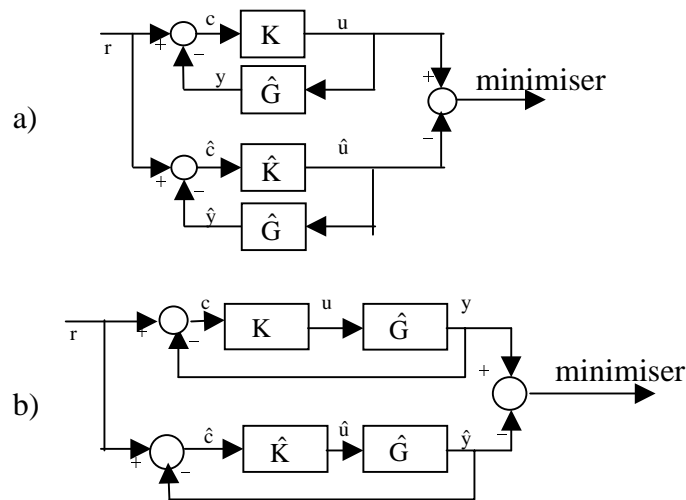 c K u
r + −
y Ĝ
+ minimiser
a)
ĉ K̂ û −
+ −
ŷ Ĝ
c u y
r + − K Ĝ
+ minimiser
b)
ĉ K̂ û Ĝ ŷ −
+ −